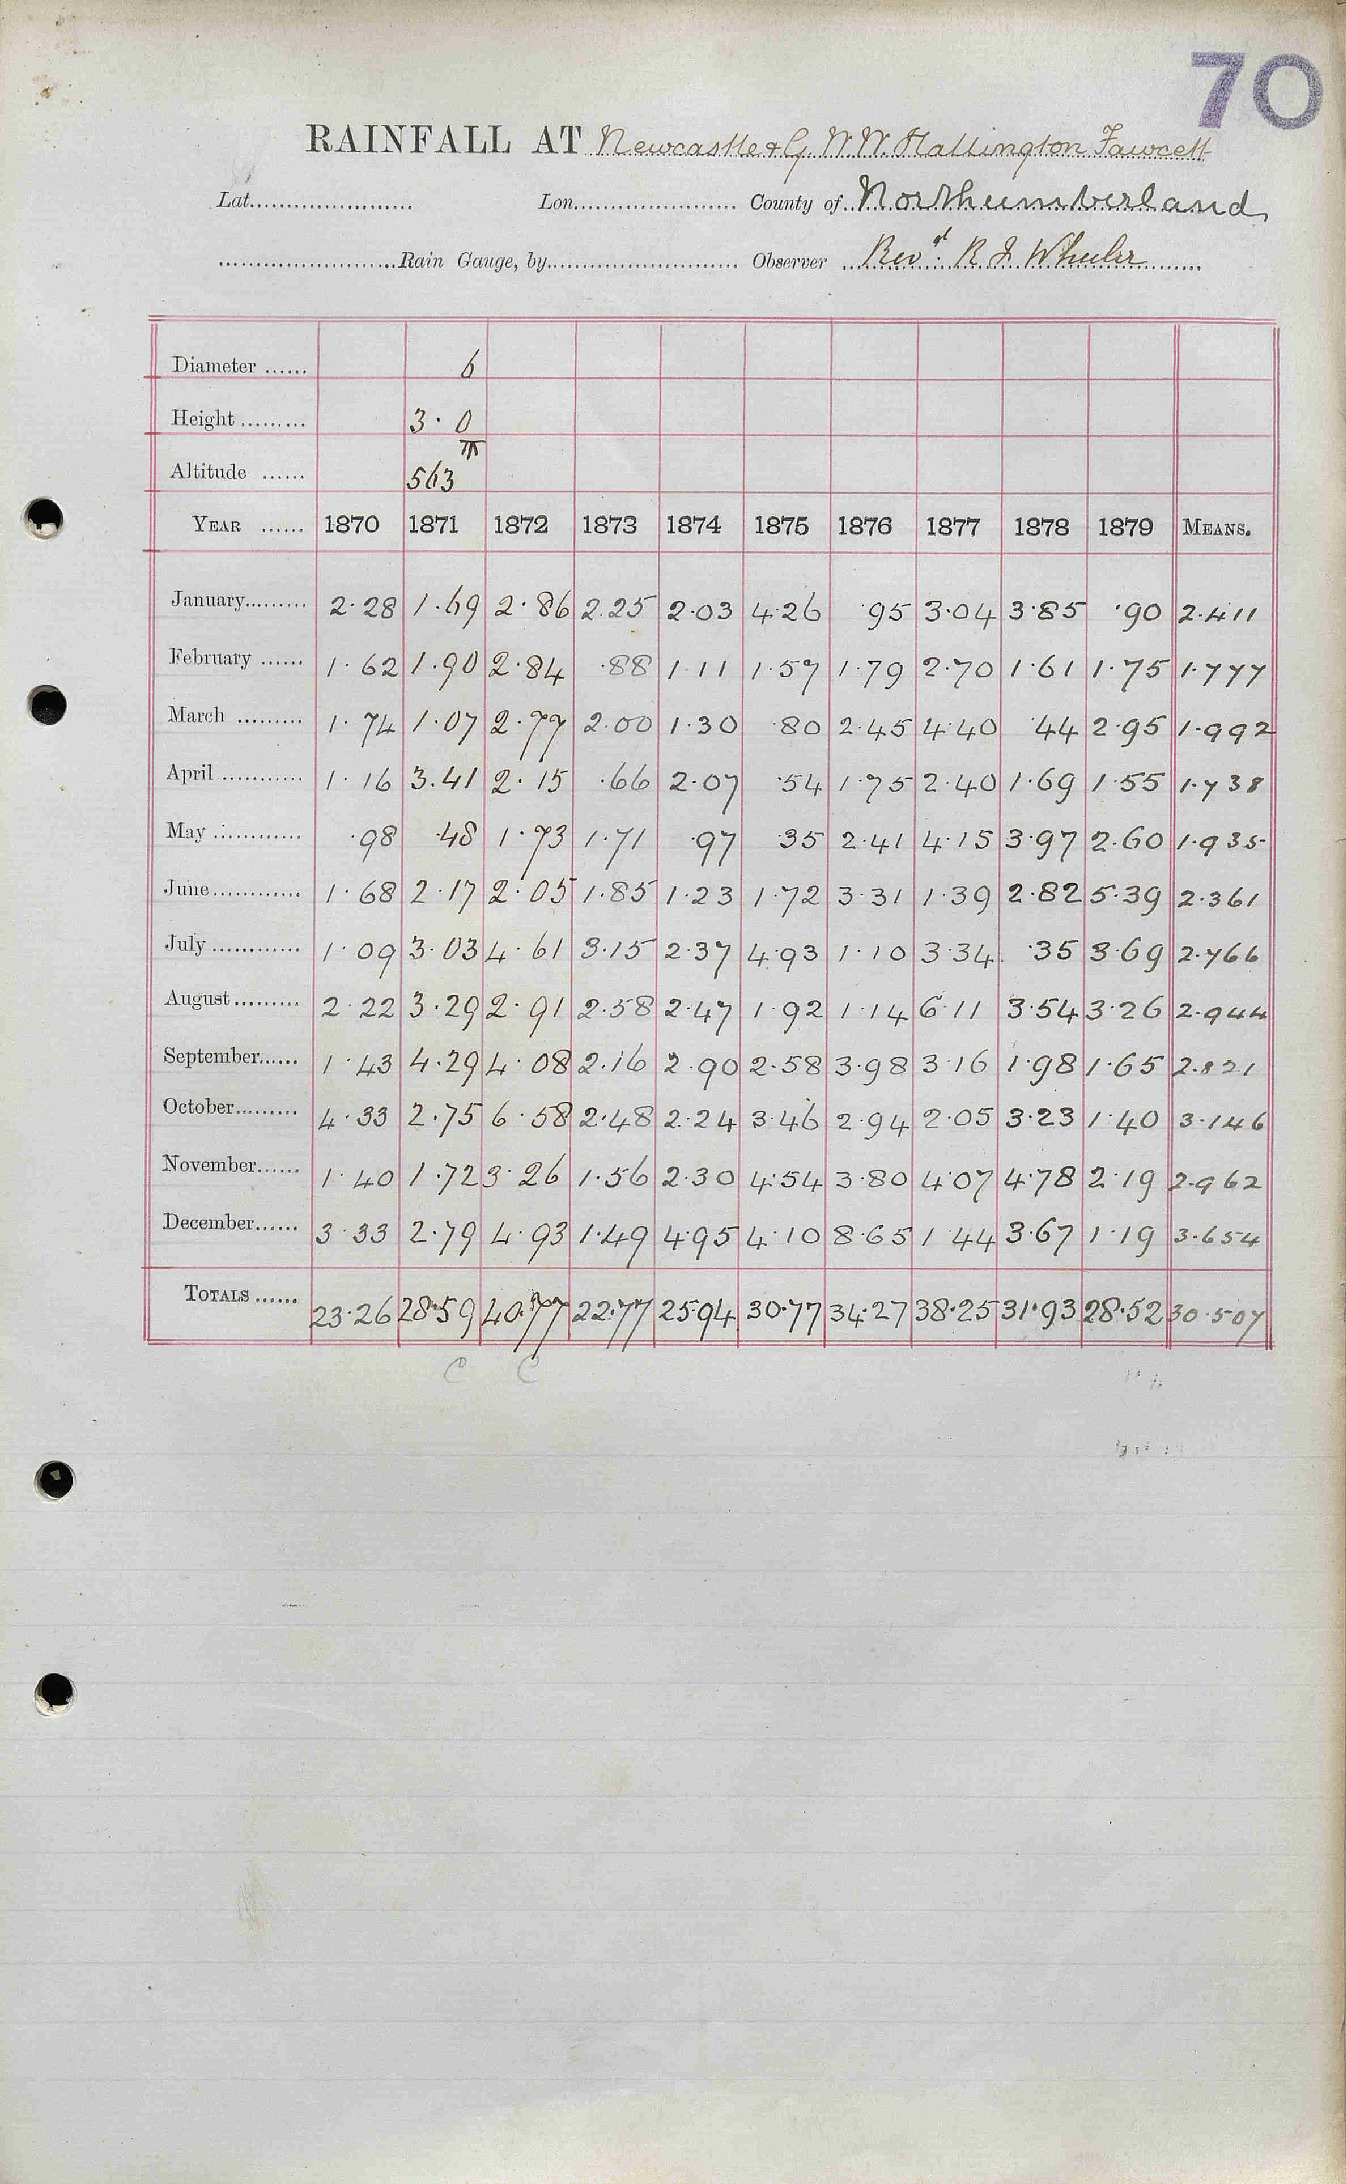 70
RAINFALL AT Newcastle & G. W.W. Hallington Fawcett
Lat. Lon. County of Northumberland
Rain Gauge, by Observer Revd. R J Wheeler
Diameter 6
Height 3. 0
Altitude 563
YEAR 1870 1871 1872 1873 1874 1875 1876 1877 1878 1879 MEANS.
January 2.28 1.69 2.86 2.25 2.03 4.26 .95 3.04 3.85 .90 2.411
February 1.62 1.90 2.84 .88 1.11 1.57 1.79 2.70 1.61 1.75 1.777
March 1.74 1.07 2.77 2.00 1.30 80 2.45 4.40 44 2.95 1.992
April 1.16 3.41 2.15 .66 2.07 .54 1.75 2.40 1.69 1.55 1.738
May .98 .48 1.73 1.71 .97 35 2.41 4.15 3.97 2.60 1.935
June 1.68 2.17 2.05 1.85 1.23 1.72 3.31 1.39 2.82 5.39 2.361
July 1.09 3.03 4.61 3.15 2.37 4.93 1.10 3.34 .35 3.69 2.766
August 2.22 3.29 2.91 2.58 2.47 1.92 1.14 6.11 3.54 3.26 2.944
September 1.43 4.29 4.08 2.16 2.90 2.58 3.98 3.16 1.98 1.65 2.821
October 4.33 2.75 6.58 2.48 2.24 3.46 2.94 2.05 3.23 1.40 3.146
November 1.40 1.72 3.26 1.56 2.30 4.54 3.80 4.07 4.78 2.19 2.962
December 3.33 2.79 4.93 1.49 4.95 4.10 8.65 1.44 3.67 1.19 3.654
TOTALS 23.26 28.59 40.77 22.77 25.94 30.77 34.27 38.25 31.93 28.52 30.507
C C